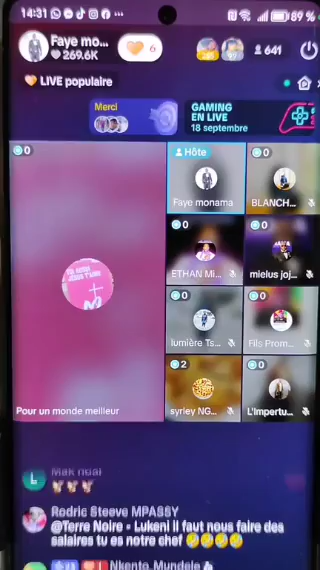 14:31
89 %
Faye mo...
269.6K
6
641
LIVE populaire
Merci
GAMING
EN LIVE
18 septembre
0
Hôte
0
Faye monama
BLANCH...
0
0
ETHAN Mi...
mielus joj...
0
0
lumière Ts...
Fils Prom...
2
0
Pour un monde meilleur
syriey NG...
L'impertu...
L
Mak noal
Rodric Steeve MPASSY
@Terre Noire - Lukeni il faut nous faire des
salaires tu es notre chef
Nkento Mundele